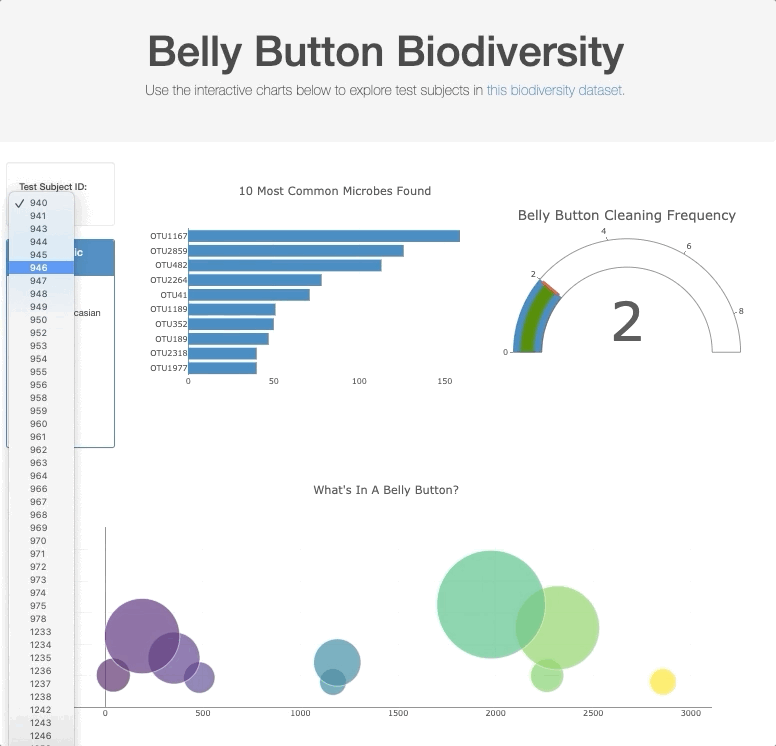 Belly Button Biodiversity
Use the interactive charts below to explore test subjects in this biodiversity dataset.
Test Subject ID:
✓ 940
941
943
944
945
946
947
948
949
950
952
953
954
955
956
958
959
960
961
962
963
964
966
967
968
969
970
971
972
973
974
975
978
1233
1234
1235
1236
1237
1238
1242
1243
1246
ic
casian
10 Most Common Microbes Found
OTU1167
OTU2859
OTU482
OTU2264
OTU41
OTU1189
OTU352
OTU189
OTU2318
OTU1977
0 50 100 150
Belly Button Cleaning Frequency
0 2 4 6 8
2
What's In A Belly Button?
0 500 1000 1500 2000 2500 3000